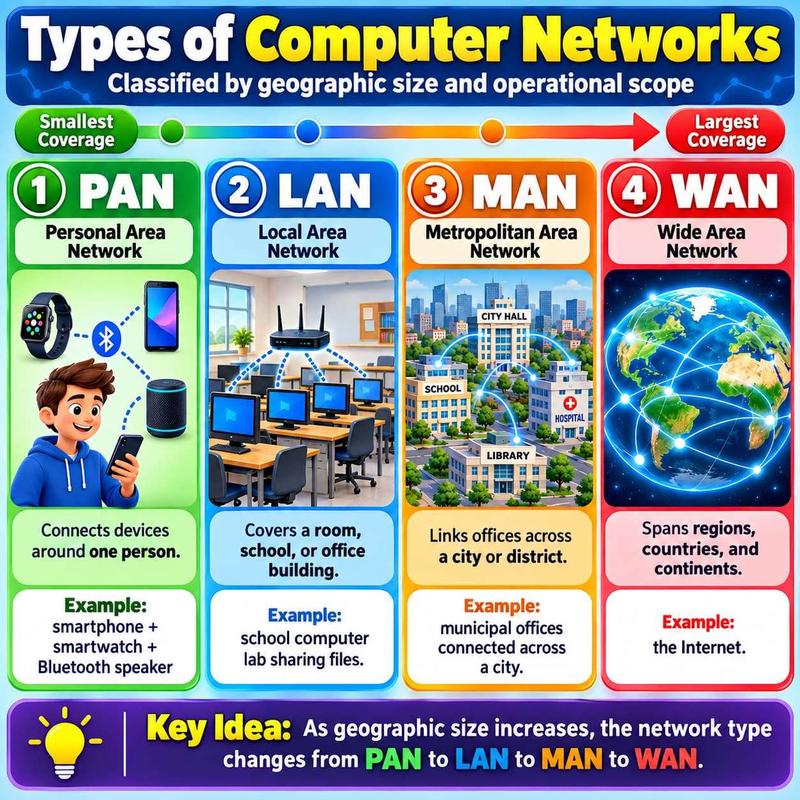 Types of Computer Networks
Classified by geographic size and operational scope
Smallest
Coverage
Largest
Coverage
1 PAN
Personal Area
Network
Connects devices
around one person.
Example:
smartphone +
smartwatch +
Bluetooth speaker
2 LAN
Local Area
Network
Covers a room,
school, or office
building.
Example:
school computer
lab sharing files.
3 MAN
Metropolitan Area
Network
CITY HALL
SCHOOL
HOSPITAL
LIBRARY
Links offices across
a city or district.
Example:
municipal offices
connected across
a city.
4 WAN
Wide Area
Network
Spans regions,
countries, and
continents.
Example:
the Internet.
Key Idea: As geographic size increases, the network type
changes from PAN to LAN to MAN to WAN.